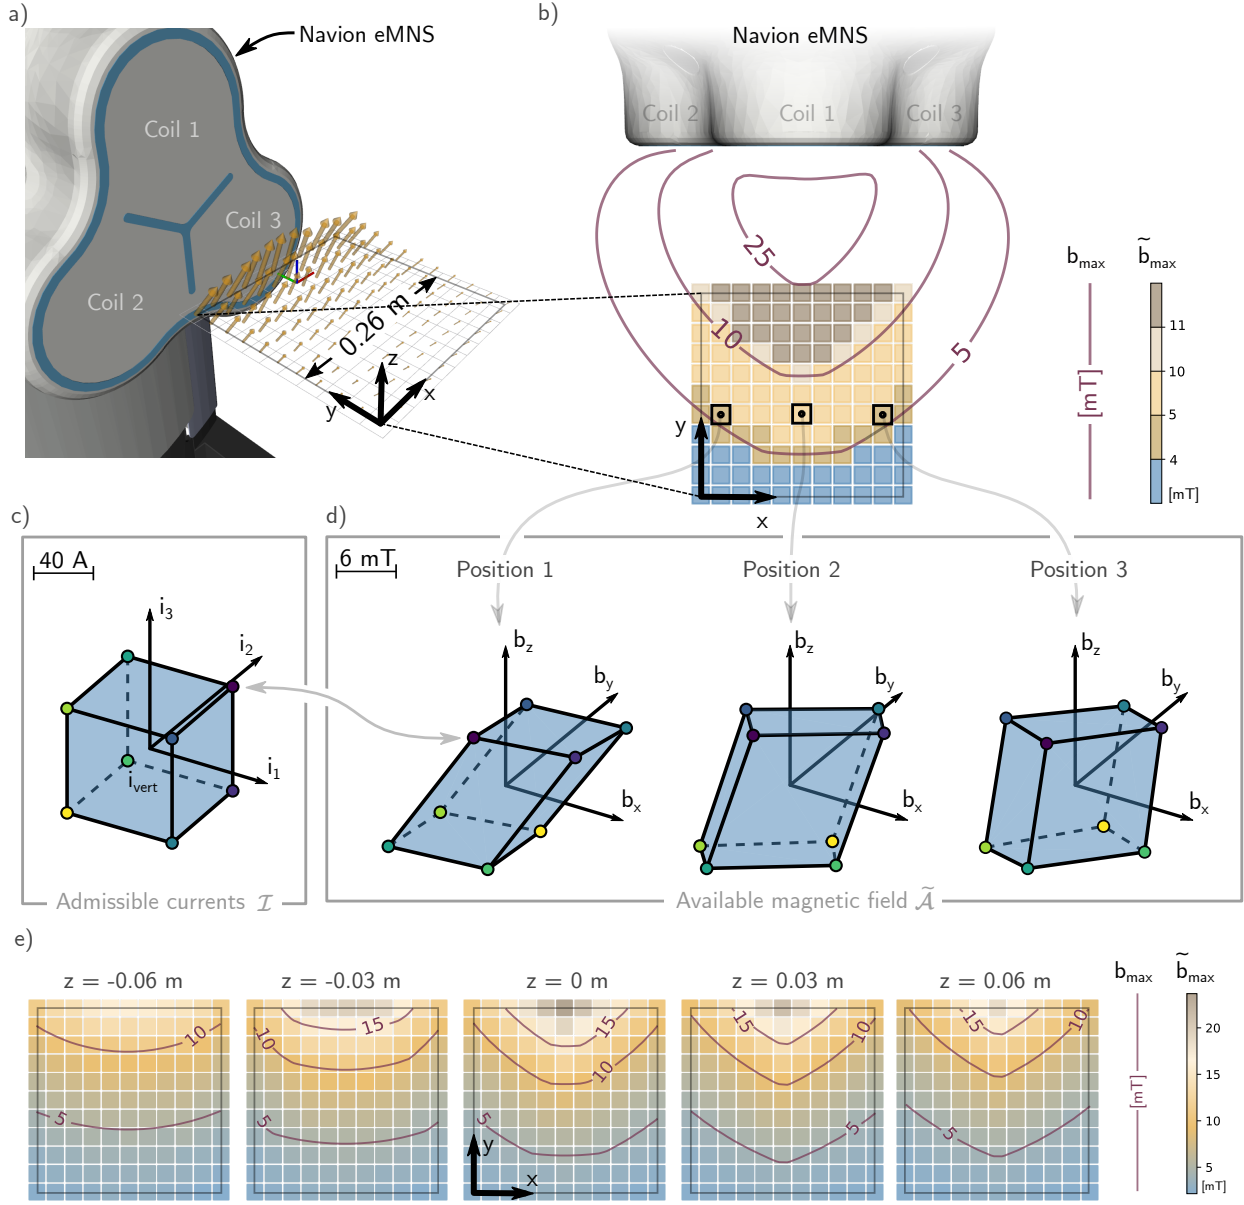 a)
Navion eMNS
Coil 1
Coil 3
Coil 2
0.26 m
z
x
y
b)
Navion eMNS
Coil 2
Coil 1
Coil 3
25
10
5
y
x
b_max
b̃_max
[mT]
11
10
5
4
[mT]
c)
40 A
i_3
i_2
i_1
i_vert
Admissible currents ℐ
d)
6 mT
Position 1
Position 2
Position 3
b_z
b_y
b_x
b_z
b_y
b_x
b_z
b_y
b_x
Available magnetic field 𝒜̃
e)
z = -0.06 m
z = -0.03 m
z = 0 m
z = 0.03 m
z = 0.06 m
b_max
b̃_max
10
5
15
10
5
15
10
5
y
x
15
10
5
15
10
5
[mT]
20
15
10
5
[mT]